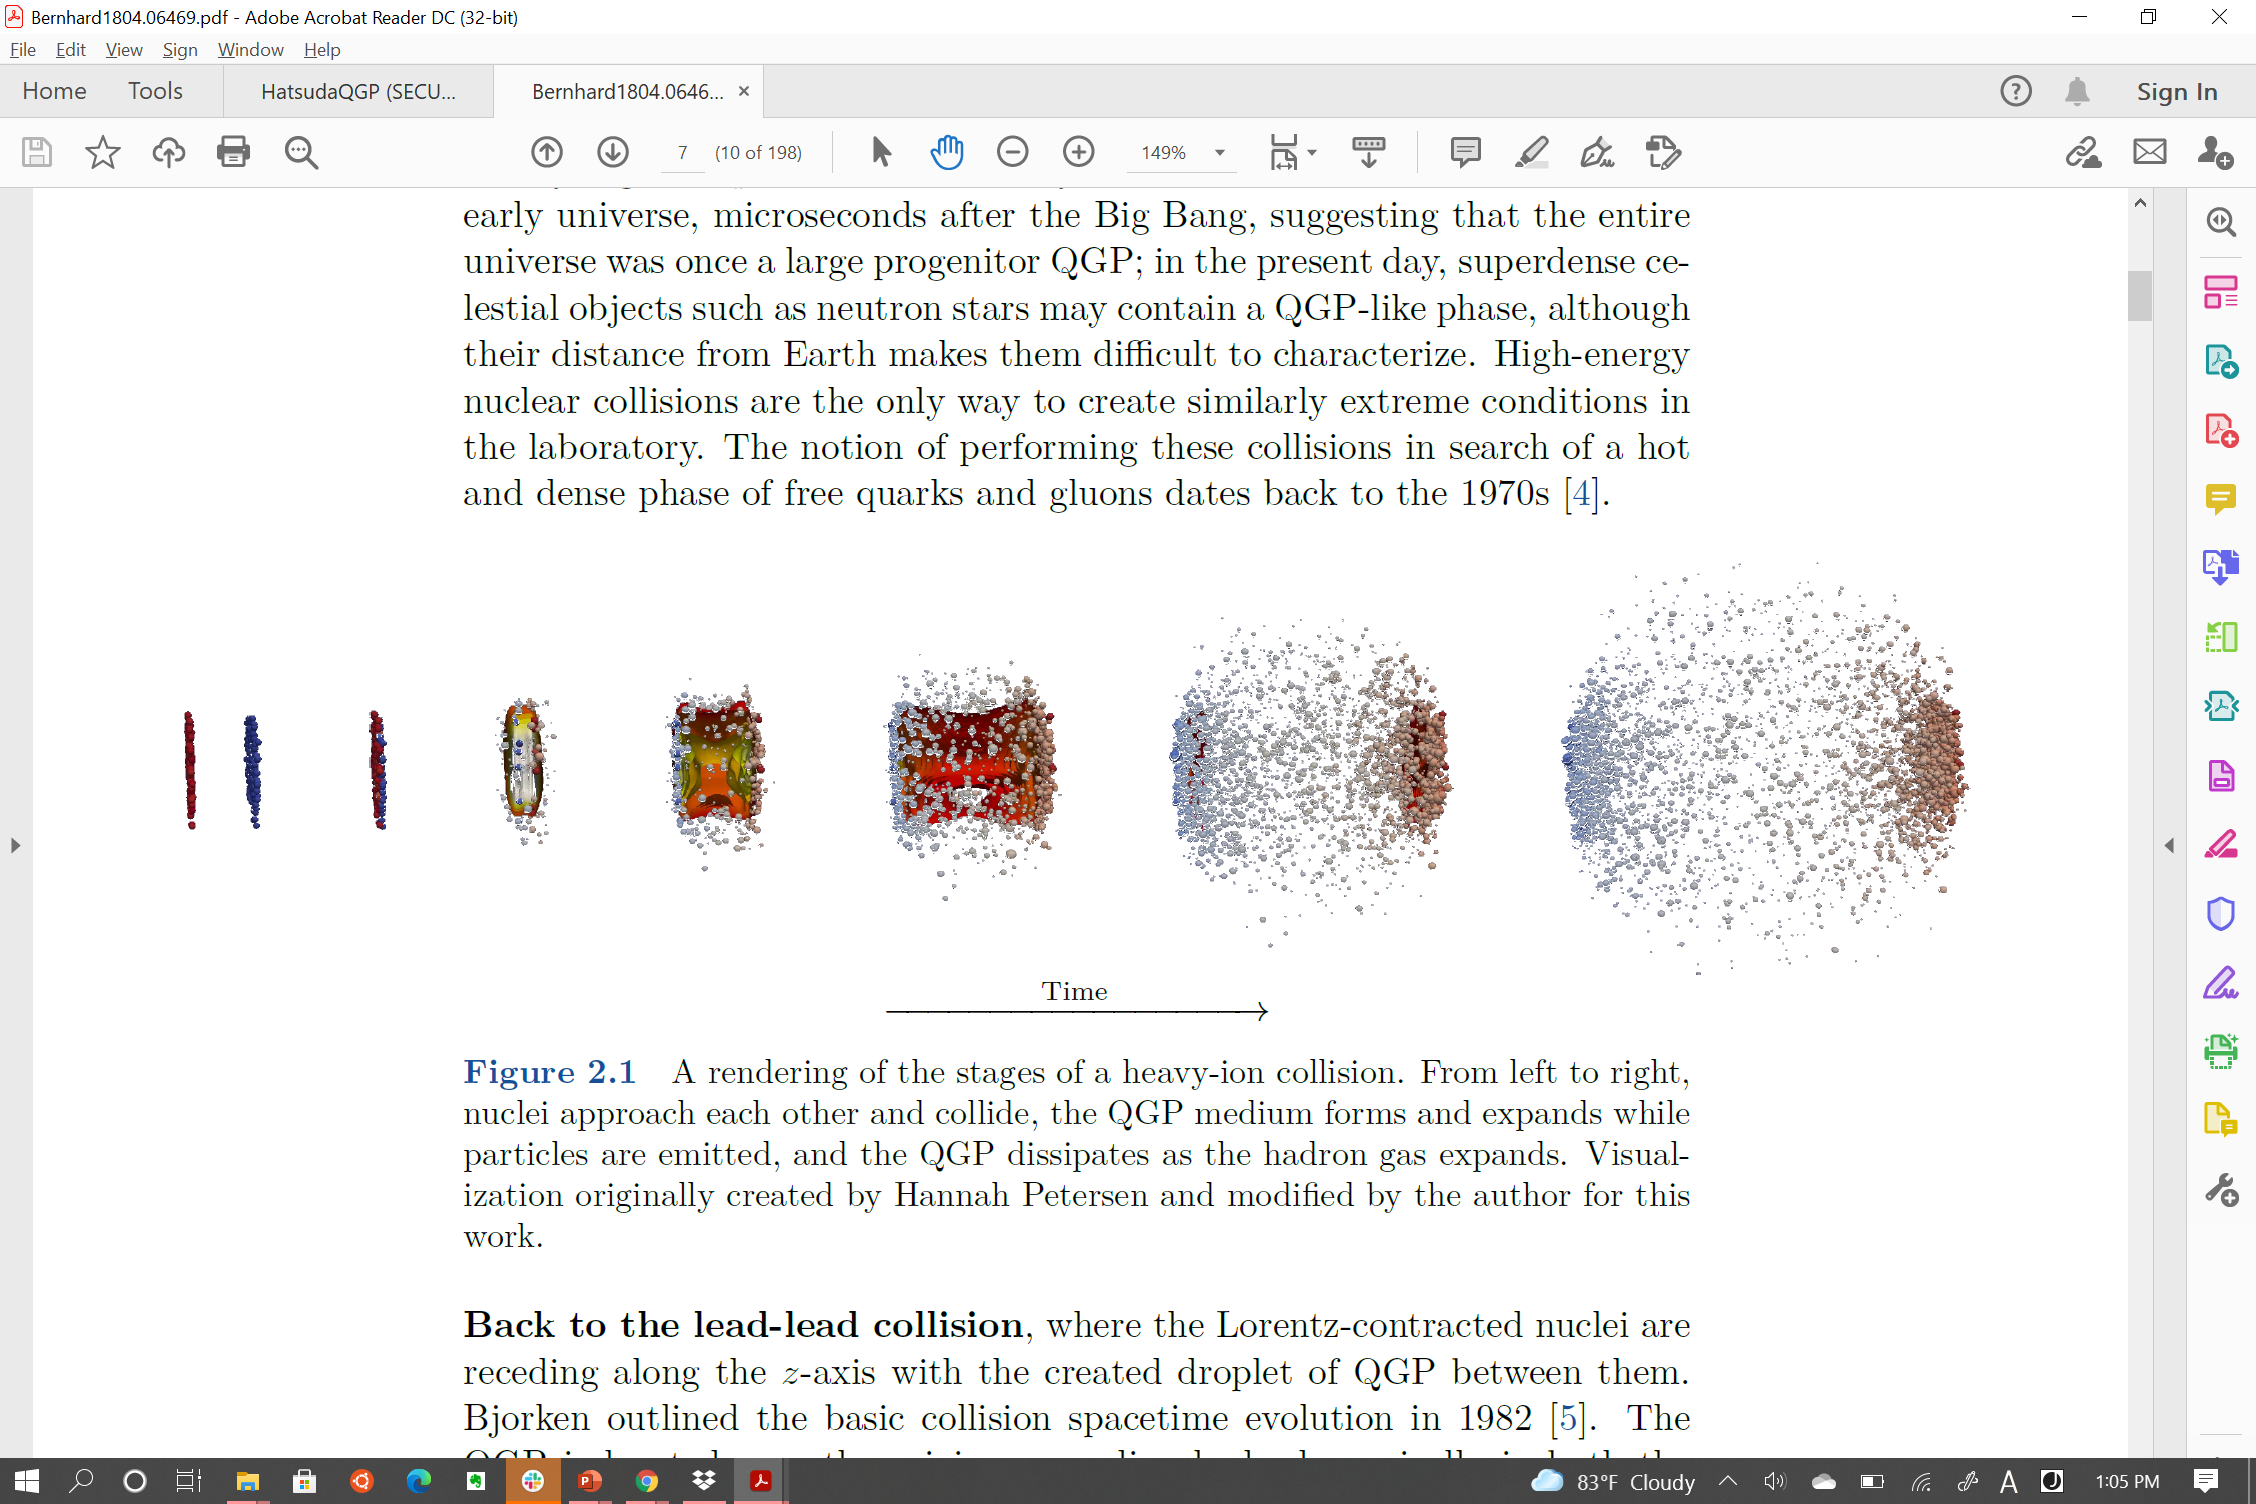 Bernhard1804.06469.pdf - Adobe Acrobat Reader DC (32-bit)
File Edit View Sign Window Help
Home Tools HatsudaQGP (SECU... Bernhard1804.0646... × Sign In
7 (10 of 198) 149%
early universe, microseconds after the Big Bang, suggesting that the entire
universe was once a large progenitor QGP; in the present day, superdense ce-
lestial objects such as neutron stars may contain a QGP-like phase, although
their distance from Earth makes them difficult to characterize. High-energy
nuclear collisions are the only way to create similarly extreme conditions in
the laboratory. The notion of performing these collisions in search of a hot
and dense phase of free quarks and gluons dates back to the 1970s [4].
Time
Figure 2.1 A rendering of the stages of a heavy-ion collision. From left to right,
nuclei approach each other and collide, the QGP medium forms and expands while
particles are emitted, and the QGP dissipates as the hadron gas expands. Visual-
ization originally created by Hannah Petersen and modified by the author for this
work.
Back to the lead-lead collision, where the Lorentz-contracted nuclei are
receding along the z-axis with the created droplet of QGP between them.
Bjorken outlined the basic collision spacetime evolution in 1982 [5]. The
83°F Cloudy A 1:05 PM